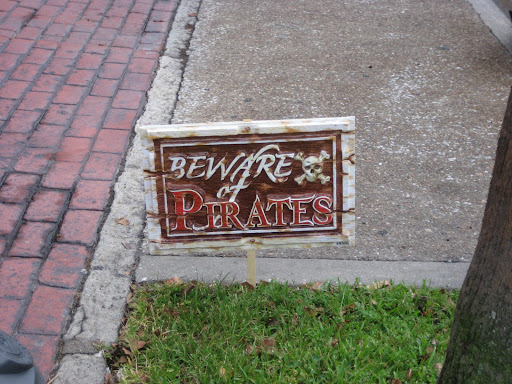 BEWARE
of
PIRATES